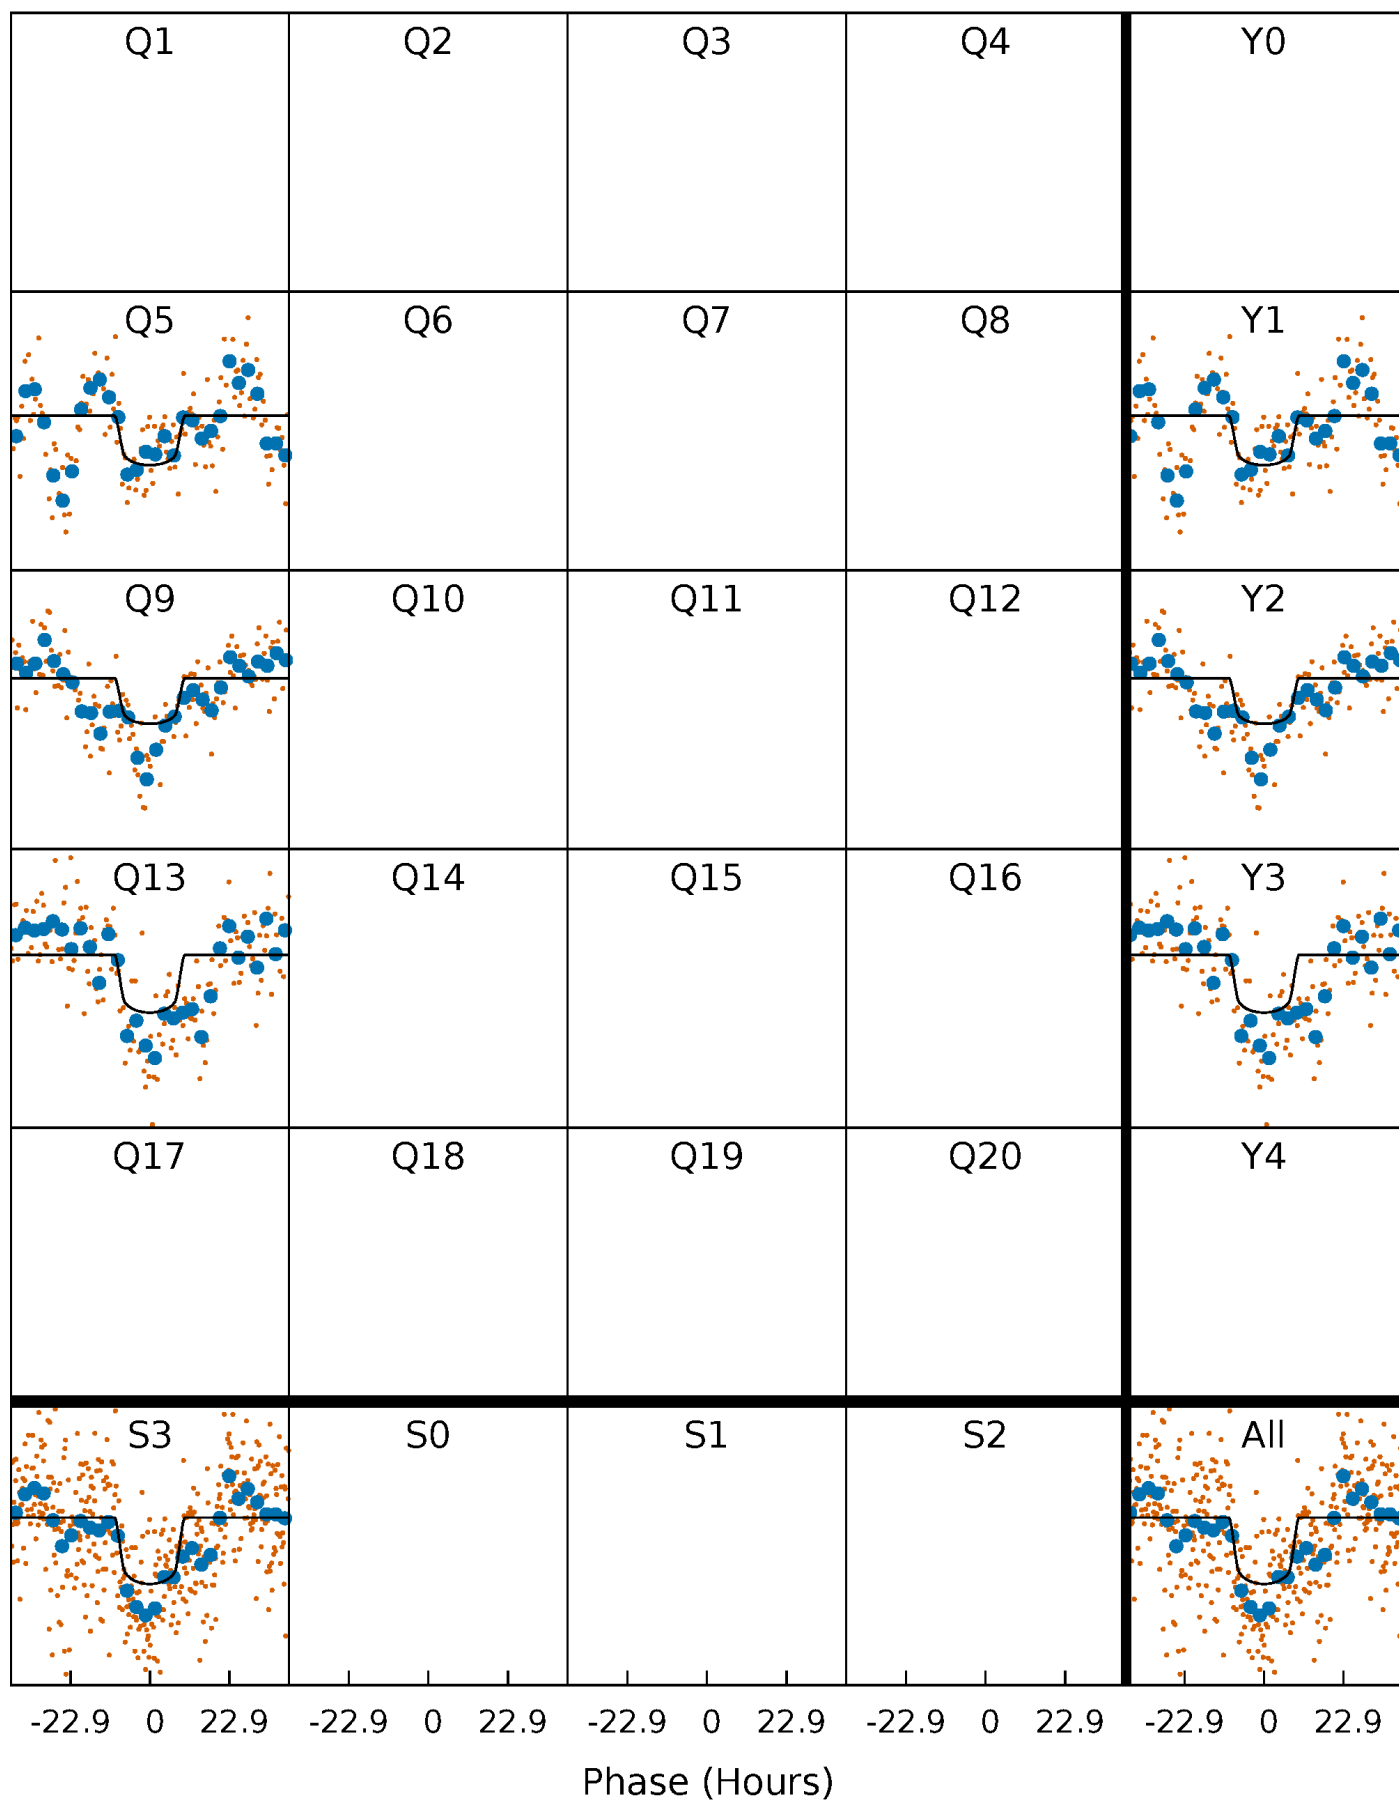 Q1 Q2 Q3 Q4 Y0
Q5 Q6 Q7 Q8 Y1
Q9 Q10 Q11 Q12 Y2
Q13 Q14 Q15 Q16 Y3
Q17 Q18 Q19 Q20 Y4
S3 S0 S1 S2 All
-22.9 0 22.9 -22.9 0 22.9 -22.9 0 22.9 -22.9 0 22.9 -22.9 0 22.9
Phase (Hours)